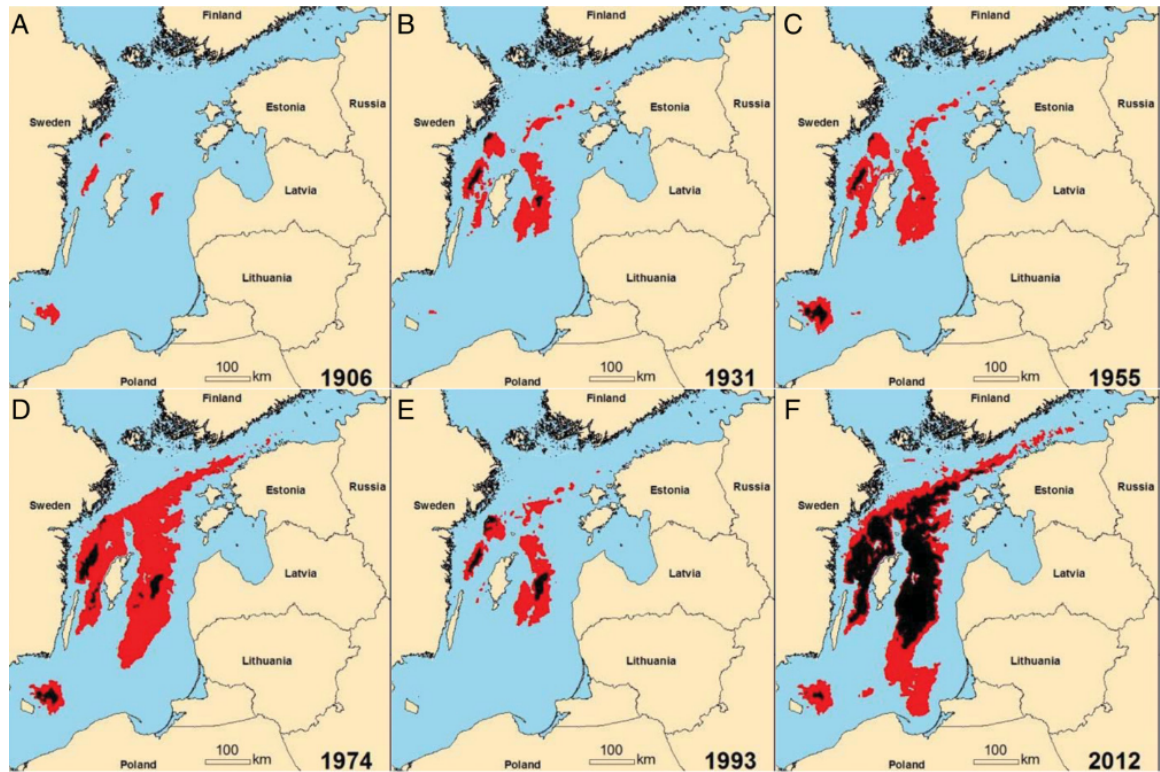 A
Finland
Estonia
Russia
Sweden
Latvia
Lithuania
Poland
100
km
1906
B
Finland
Estonia
Russia
Sweden
Latvia
Lithuania
Poland
100
km
1931
C
Finland
Estonia
Russia
Sweden
Latvia
Lithuania
Poland
100
km
1955
D
Finland
Estonia
Russia
Sweden
Latvia
Lithuania
Poland
100
km
1974
E
Finland
Estonia
Russia
Sweden
Latvia
Lithuania
Poland
100
km
1993
F
Finland
Estonia
Russia
Sweden
Latvia
Lithuania
Poland
100
km
2012